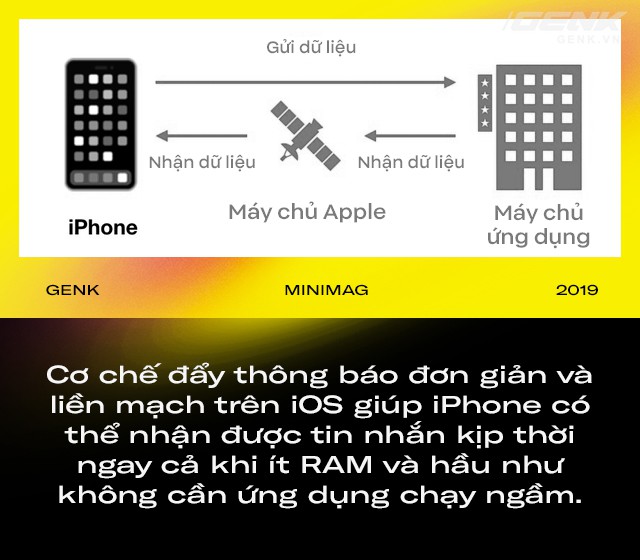 GENK
GENK.VN
Gửi dữ liệu
Nhận dữ liệu
Nhận dữ liệu
iPhone
Máy chủ Apple
Máy chủ
ứng dụng
GENK
MINIMAG
2019
Cơ chế đẩy thông báo đơn giản và
liền mạch trên iOS giúp iPhone có
thể nhận được tin nhắn kịp thời
ngay cả khi ít RAM và hầu như
không cần ứng dụng chạy ngầm.